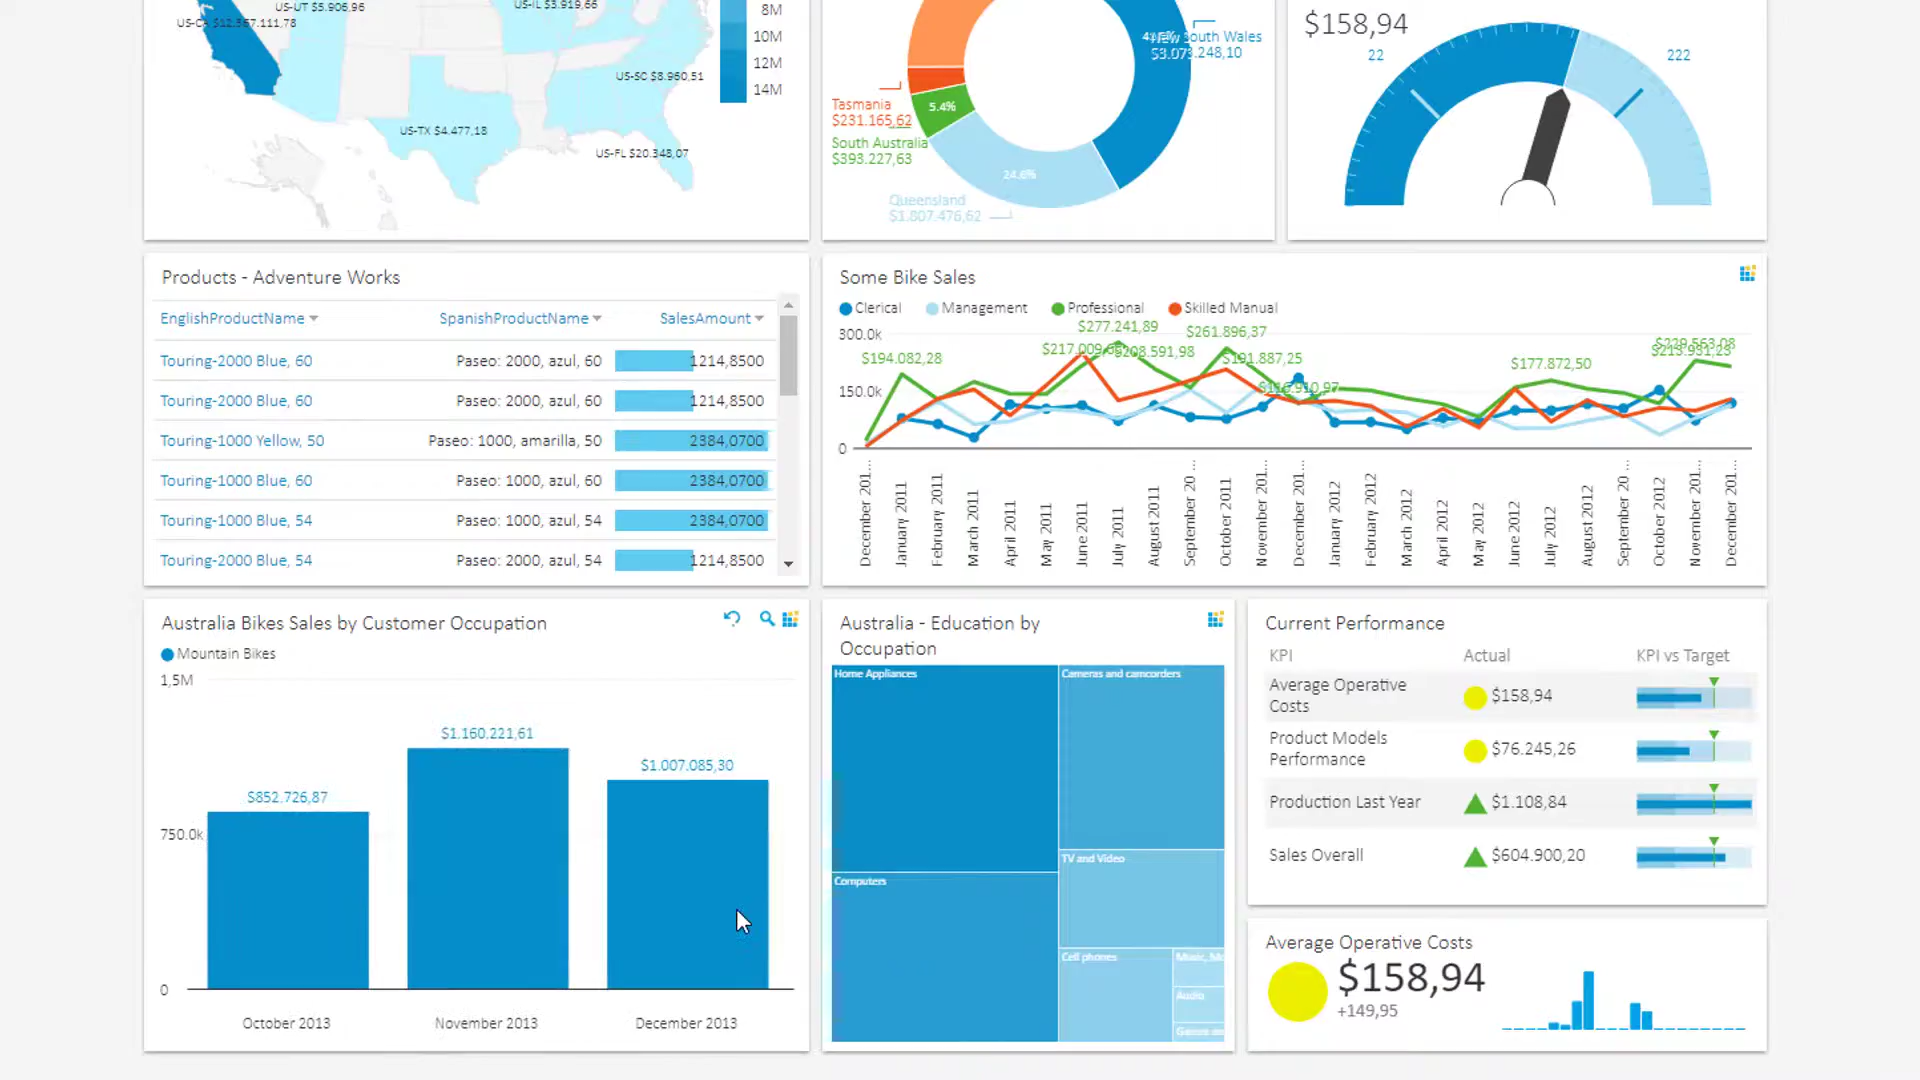 US-UT $5.906,96
US-IL $3.919,66
US-CA $12.367.111,78
US-SC $8.960,51
US-TX $4.477,18
US-FL $20.348,07
8M
10M
12M
14M
New South Wales
$3.073.248,10
Tasmania
$231.165,62
5.4%
South Australia
$393.227,63
24.6%
Queensland
$1.807.476,62
$158,94
22
222
Products - Adventure Works
EnglishProductName SpanishProductName SalesAmount
Touring-2000 Blue, 60 Paseo: 2000, azul, 60 1214,8500
Touring-2000 Blue, 60 Paseo: 2000, azul, 60 1214,8500
Touring-1000 Yellow, 50 Paseo: 1000, amarilla, 50 2384,0700
Touring-1000 Blue, 60 Paseo: 1000, azul, 60 2384,0700
Touring-1000 Blue, 54 Paseo: 1000, azul, 54 2384,0700
Touring-2000 Blue, 54 Paseo: 2000, azul, 54 1214,8500
Some Bike Sales
Clerical Management Professional Skilled Manual
300.0k
150.0k
0
$194.082,28
$277.241,89
$261.896,37
$208.591,98
$191.887,25
$177.872,50
$229.563,08
December 201...
January 2011
February 2011
March 2011
April 2011
May 2011
June 2011
July 2011
August 2011
September 20 ...
October 2011
November 201...
December 201...
January 2012
February 2012
March 2012
April 2012
May 2012
June 2012
July 2012
August 2012
September 20 ...
October 2012
November 201...
December 201...
Australia Bikes Sales by Customer Occupation
Mountain Bikes
1,5M
750.0k
0
$852.726,87
$1.160.221,61
$1.007.085,30
October 2013
November 2013
December 2013
Australia - Education by
Occupation
Home Appliances
Cameras and camcorders
TV and Video
Computers
Cell phones
Music, Mo
Audio
Current Performance
KPI Actual KPI vs Target
Average Operative
Costs
$158,94
Product Models
Performance
$76.245,26
Production Last Year $1.108,84
Sales Overall $604.900,20
Average Operative Costs
$158,94
+149,95